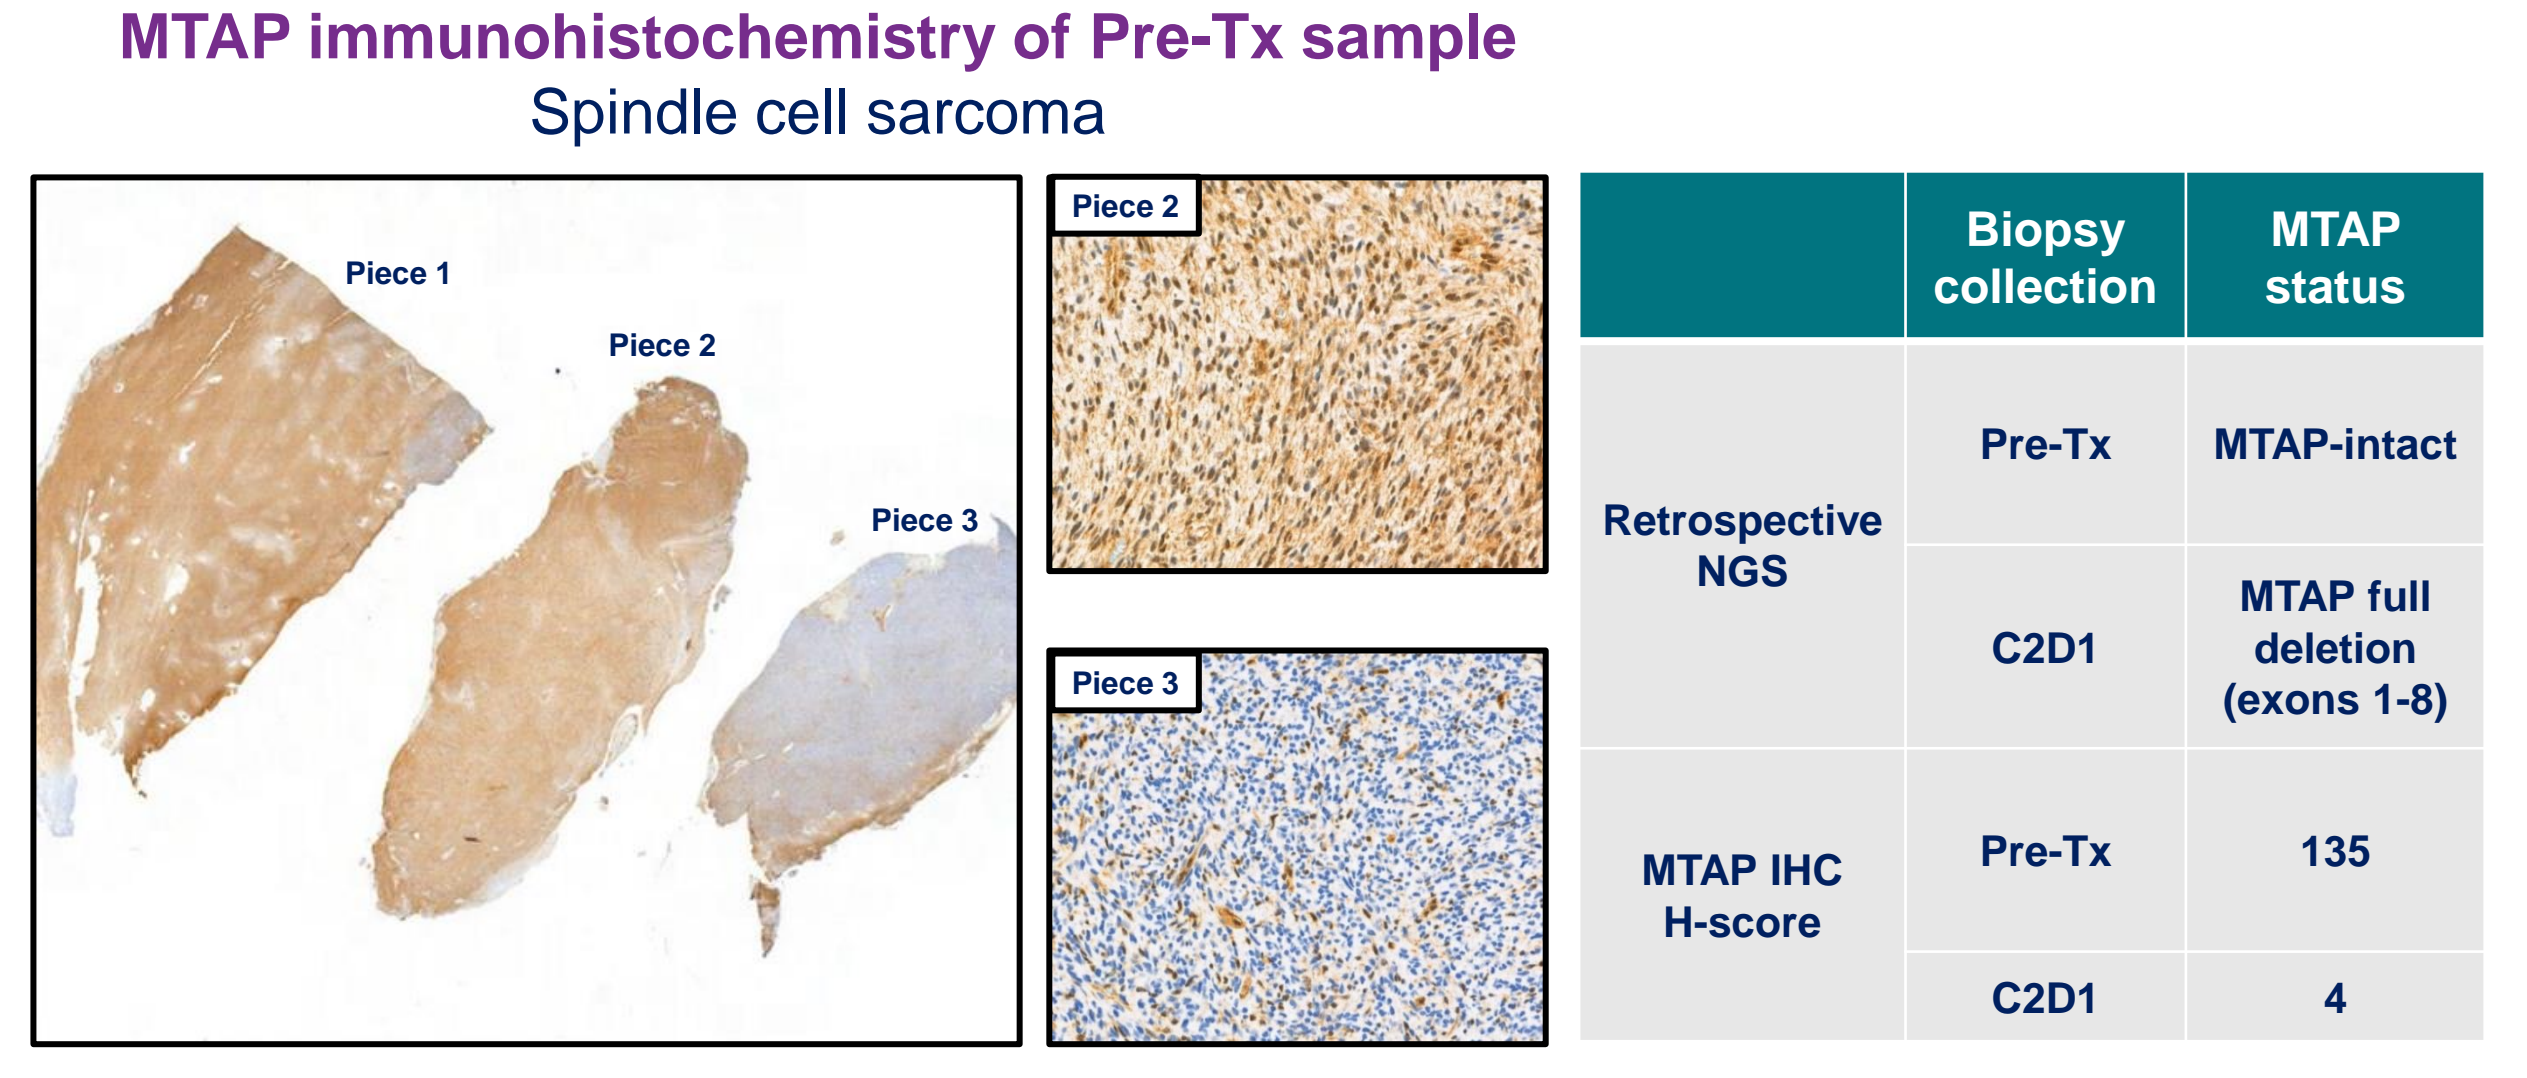 MTAP immunohistochemistry of Pre-Tx sample
Spindle cell sarcoma
Piece 1
Piece 2
Piece 3
Piece 2
Piece 3
Biopsy
collection
MTAP
status
Retrospective
NGS
Pre-Tx
MTAP-intact
C2D1
MTAP full
deletion
(exons 1-8)
MTAP IHC
H-score
Pre-Tx
135
C2D1
4